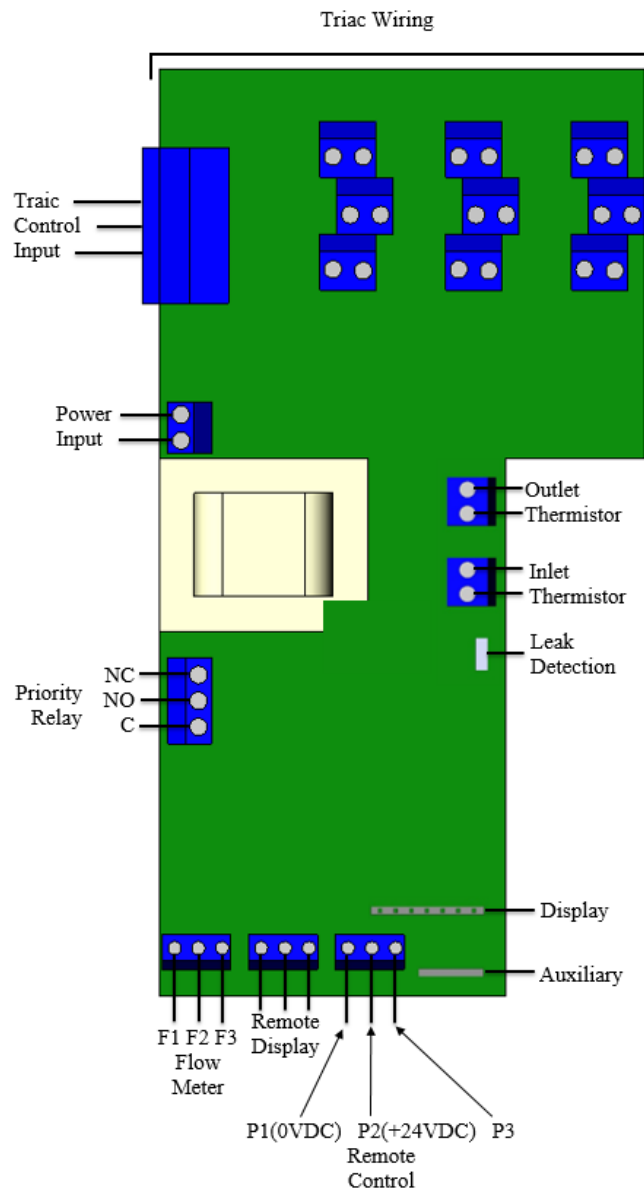 Triac Wiring
Traic
Control
Input
Power
Input
Outlet
Thermistor
Inlet
Thermistor
Leak
Detection
Priority
Relay
NC
NO
C
Display
Auxiliary
F1 F2 F3
Flow
Meter
Remote
Display
P1(0VDC) P2(+24VDC) P3
Remote
Control